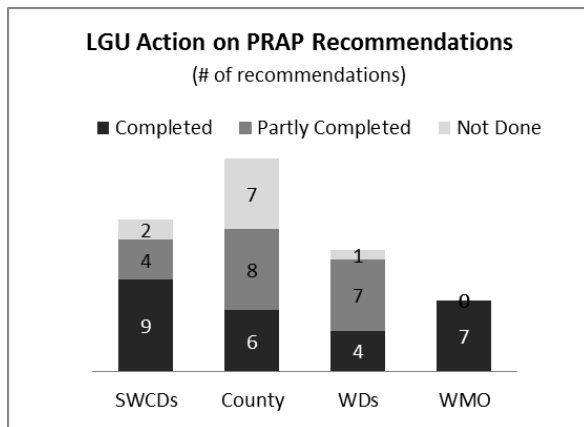 LGU Action on PRAP Recommendations
(# of recommendations)
Completed Partly Completed Not Done
2
4
9
7
8
6
1
7
4
0
7
SWCDs County WDs WMO